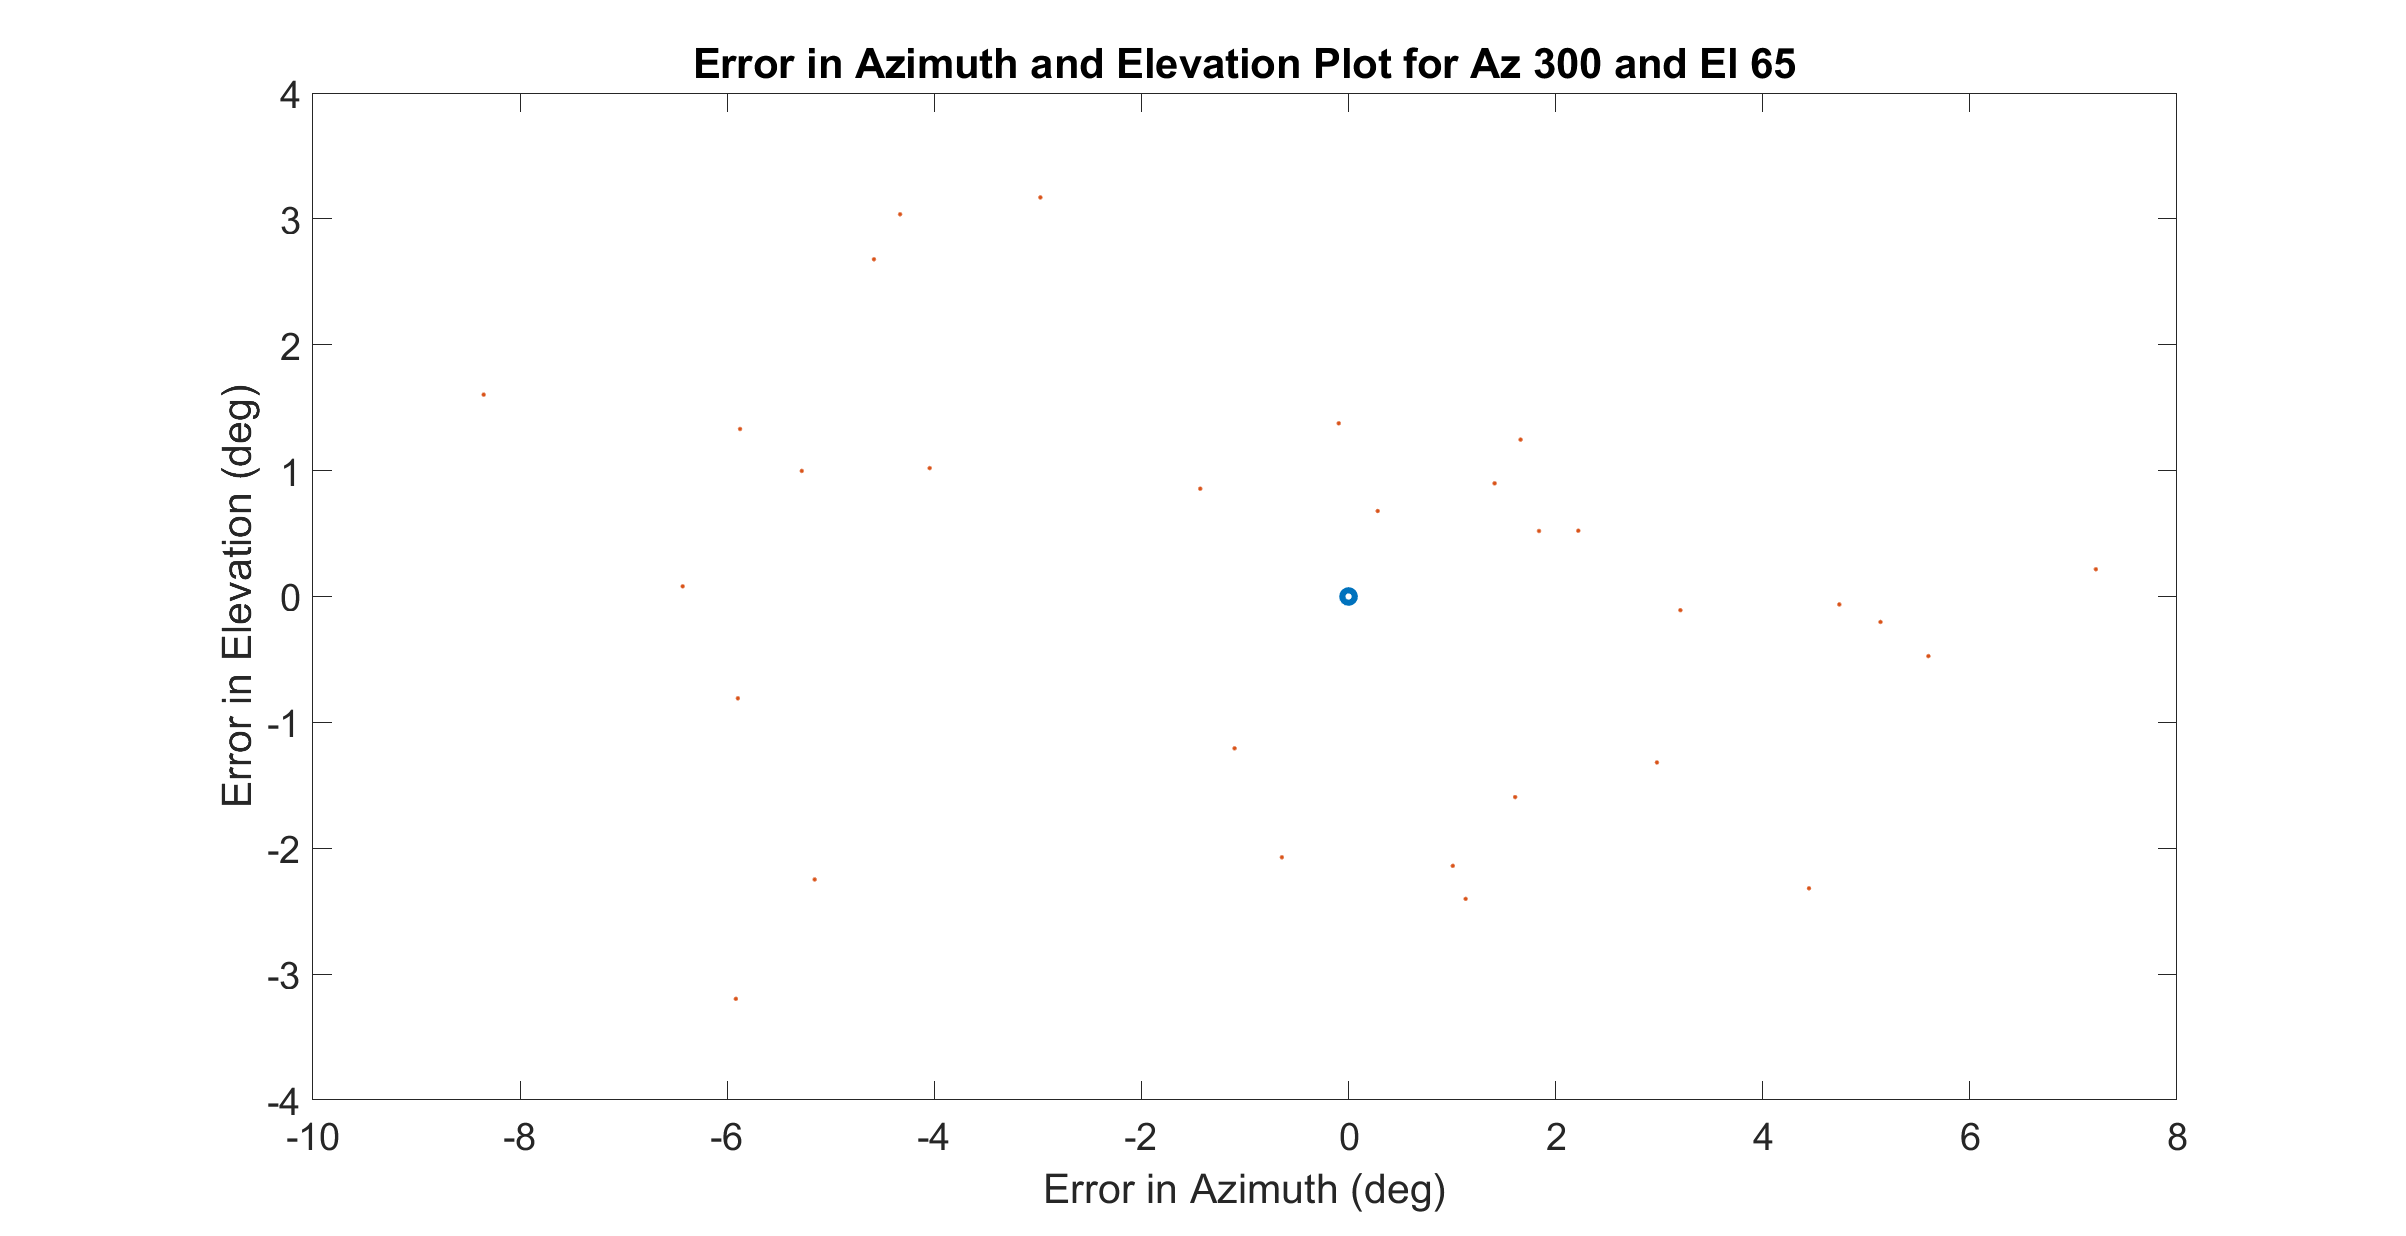 Error in Azimuth and Elevation Plot for Az 300 and El 65
4
3
2
1
0
-1
-2
-3
-4
Error in Elevation (deg)
-10 -8 -6 -4 -2 0 2 4 6 8
Error in Azimuth (deg)